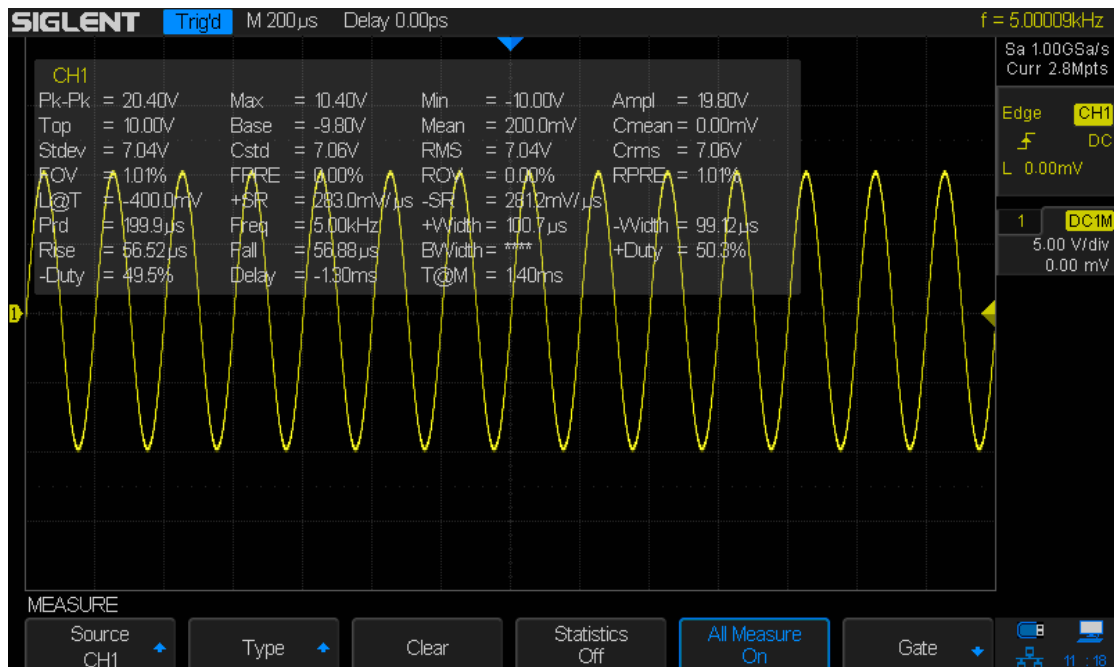 SIGLENT Trig'd M 200µs Delay 0.00ps f = 5.00009kHz
Sa 1.00GSa/s
Curr 2.8Mpts
CH1
Pk-Pk = 20.40V Max = 10.40V Min = -10.00V Ampl = 19.80V
Top = 10.00V Base = -9.80V Mean = 200.0mV Cmean = 0.00mV
Stdev = 7.04V Cstd = 7.06V RMS = 7.04V Crms = 7.06V
FOV = 1.01% FPRE = 0.00% ROV = 0.00% RPRE = 1.01%
L@T = -400.0mV +SR = 283.0mV/µs -SR = 281.2mV/µs
Prd = 199.9µs Freq = 5.00kHz +Width = 100.7µs -Width = 99.12µs
Rise = 56.52µs Fall = 56.88µs BWidth = **** +Duty = 50.3%
-Duty = 49.5% Delay = -1.30ms T@M = 1.40ms
Edge CH1
DC
L 0.00mV
1 DC1M
5.00 V/div
0.00 mV
1
MEASURE
Source
CH1
Type
Clear
Statistics
Off
All Measure
On
Gate
11 : 18